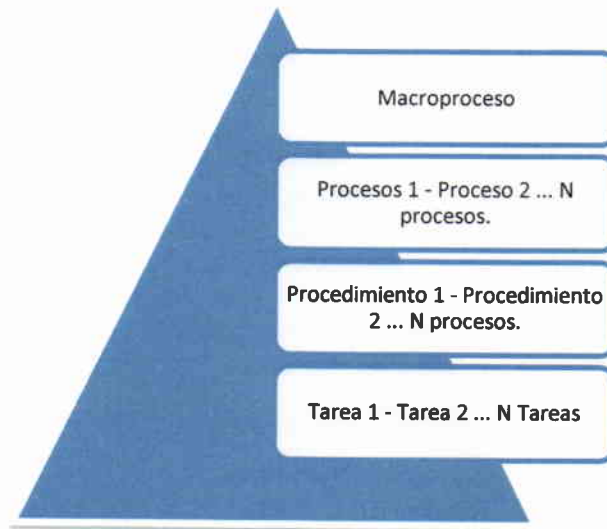 Macroproceso
Procesos 1 - Proceso 2 ... N
procesos.
Procedimiento 1 - Procedimiento
2 ... N procesos.
Tarea 1 - Tarea 2 ... N Tareas